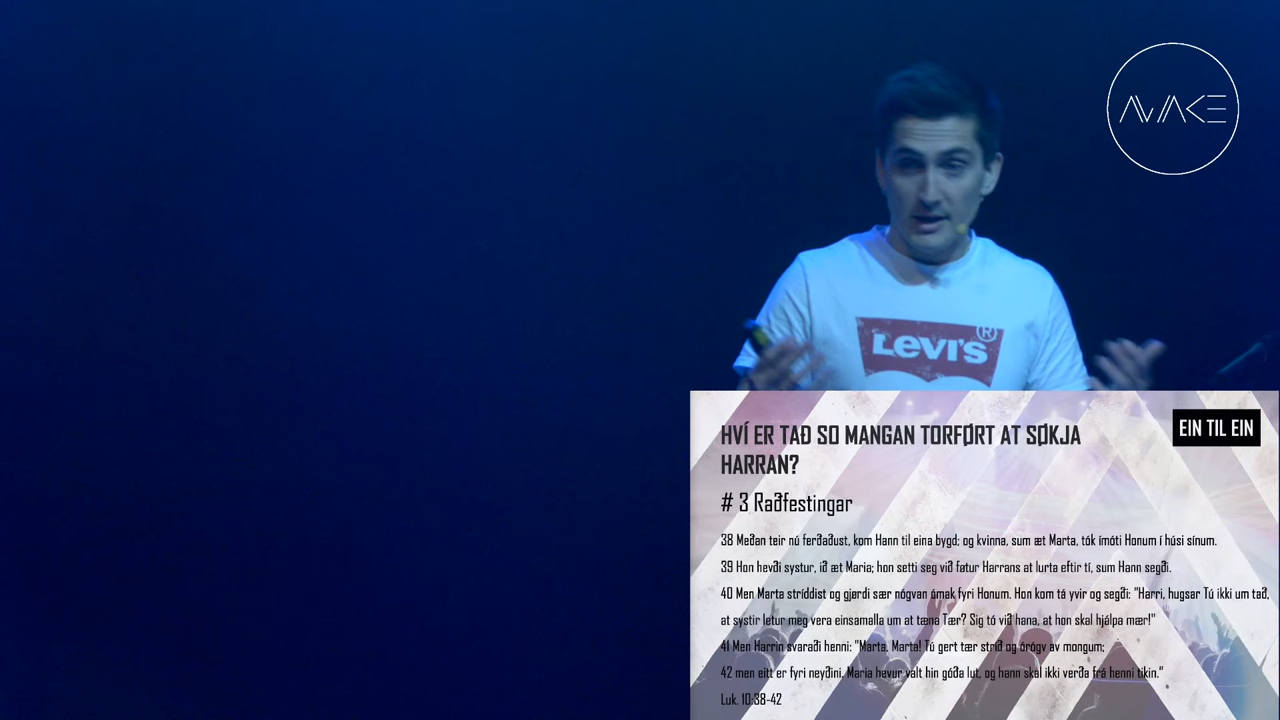 AWAKE
LEVI'S
®
EIN TIL EIN
HVÍ ER TAÐ SO MANGAN TORFØRT AT SØKJA
HARRAN?
# 3 Raðfestingar
38 Meðan teir nú ferðaðust, kom Hann til eina bygd; og kvinna, sum æt Marta, tók ímóti Honum í húsi sínum.
39 Hon hevði systur, ið æt Maria; hon setti seg við føtur Harrans at lurta eftir tí, sum Hann segði.
40 Men Marta stríddist og gjørdi sær nógvan ómak fyri Honum. Hon kom tá yvir og segði: "Harri, hugsar Tú ikki um tað,
at systir letur meg vera einsamalla um at tæna Tær? Sig tó við hana, at hon skal hjálpa mær!"
41 Men Harrin svaraði henni: "Marta, Marta! Tú gert tær stríð og órógv av mongum;
42 men eitt er fyri neyðini. Maria hevur valt hin góða lut, og hann skal ikki verða frá henni tikin."
Luk. 10:38-42